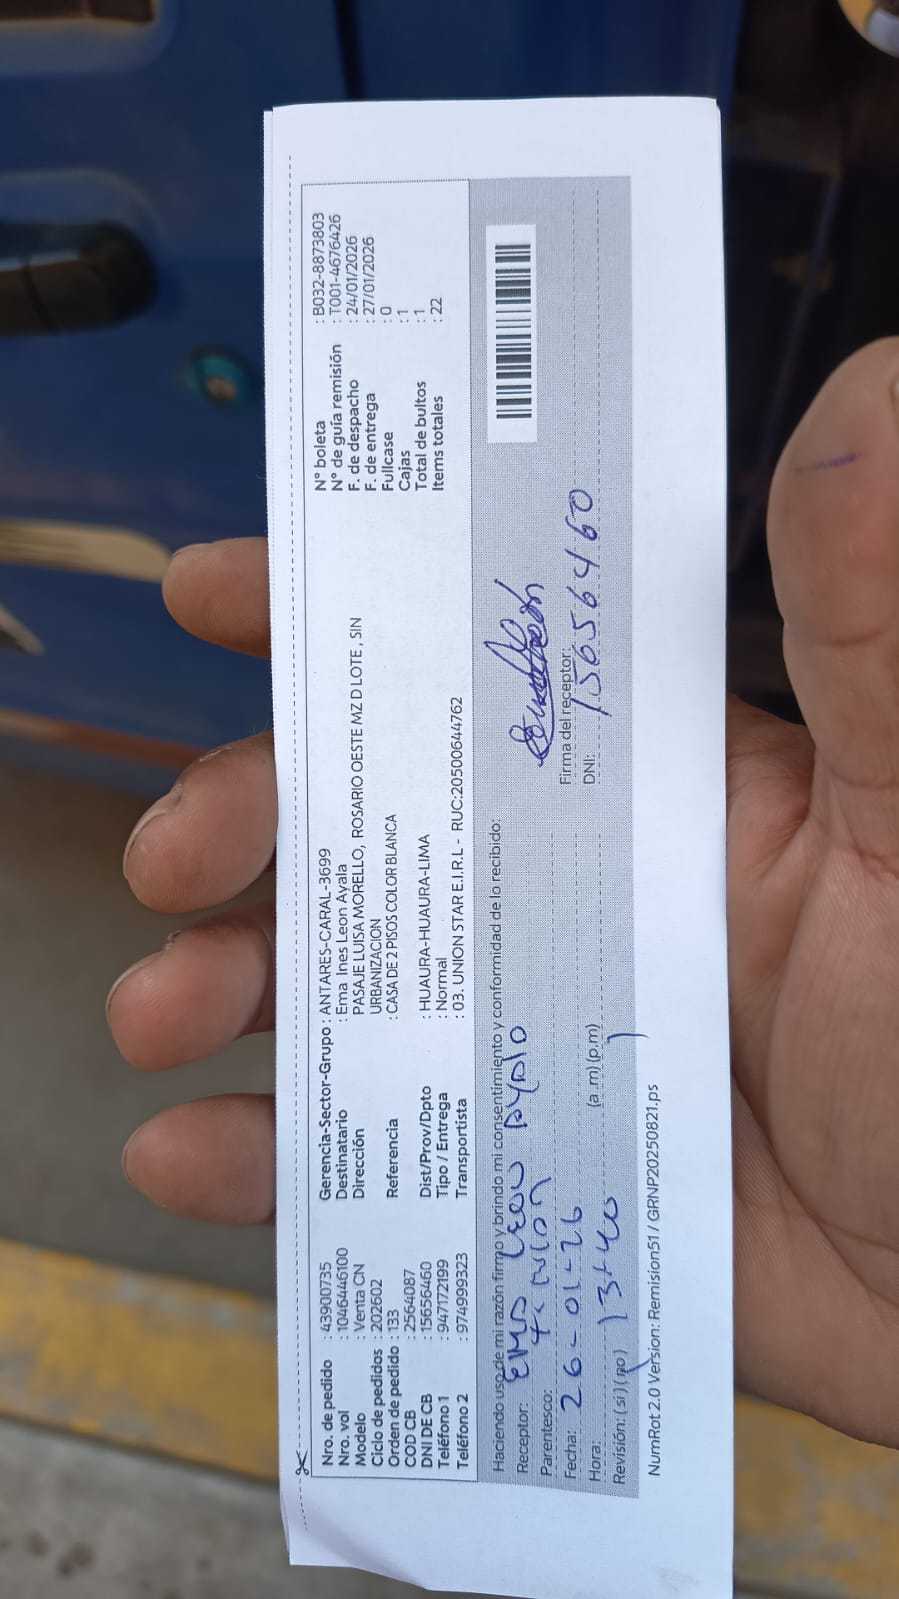 Nro. de pedido : 43900735
Nro. vol : 1046446100
Modelo : Venta CN
Ciclo de pedidos : 202602
Orden de pedido : 133
COD CB : 2564087
DNI DE CB : 15656460
Teléfono 1 : 947172199
Teléfono 2 : 974999323
Gerencia-Sector-Grupo : ANTARES-CARAL-3699
Destinatario : Ema Ines Leon Ayala
Dirección PASAJE LUISA MORELLO, ROSARIO OESTE MZ D LOTE , SIN
URBANIZACION
Referencia : CASA DE 2 PISOS COLOR BLANCA
Dist/Prov/Dpto : HUAURA-HUAURA-LIMA
Tipo / Entrega : Normal
Transportista : 03. UNION STAR E.I.R.L - RUC:20500644762
N° boleta : B032-8873803
N° de guía remisión : T001-4676426
F. de despacho : 24/01/2026
F. de entrega : 27/01/2026
Fullcase : 0
Cajas : 1
Total de bultos : 1
Items totales : 22
Haciendo uso de mi razón firmo y brindo mi consentimiento y conformidad de lo recibido:
Receptor: EMA LEON AYALA
Parentesco:
Fecha: 26-01-26
Hora: 13:40 (a.m)(p.m)
Revisión: (si)(no)
Firma del receptor:
DNI: 15656460
NumRot 2.0 Version: Remision51 / GRNP20250821.ps